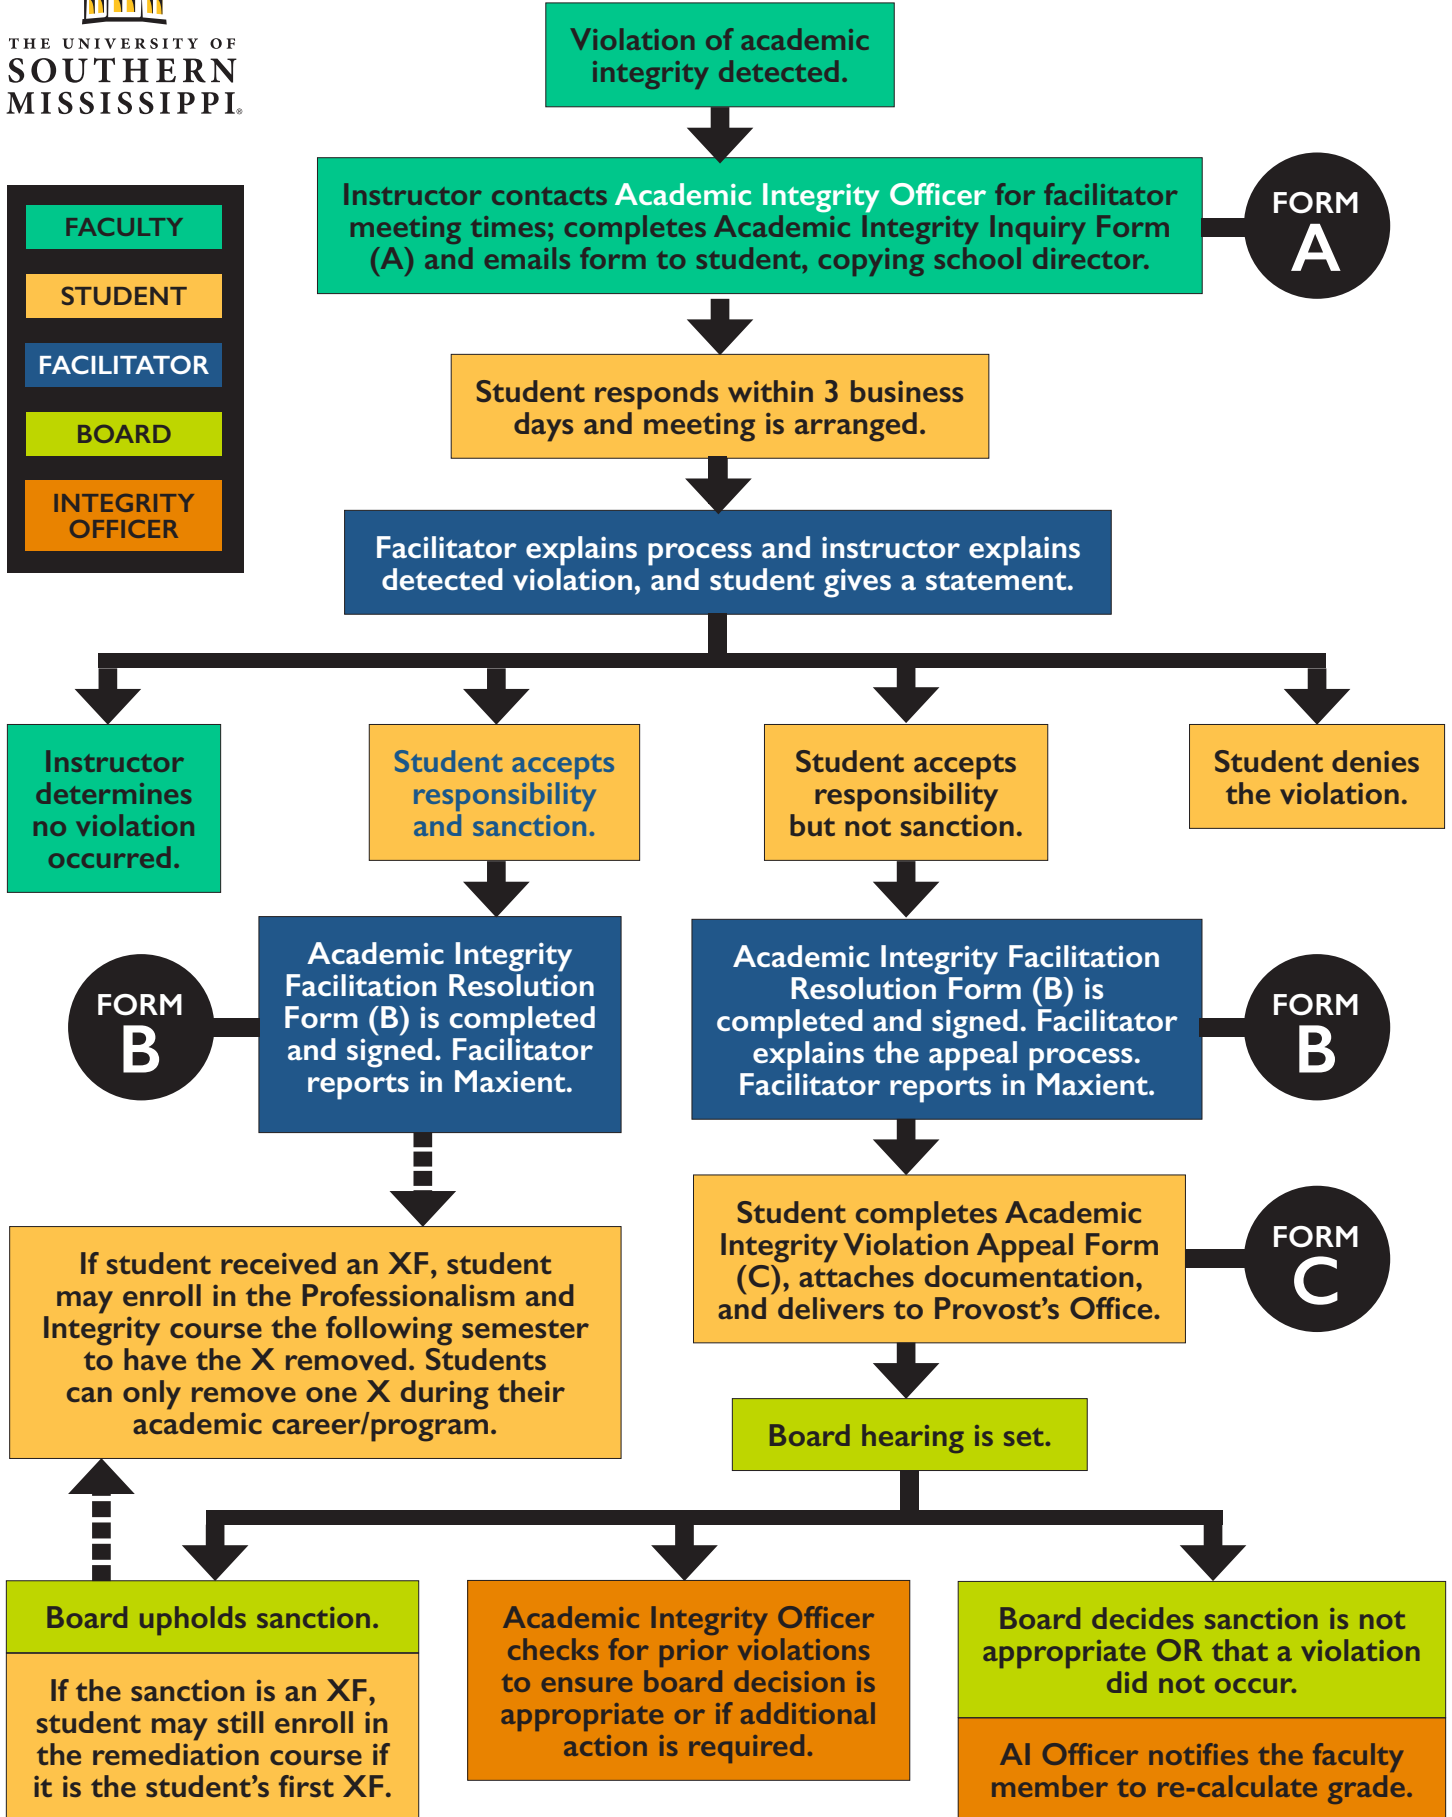 THE UNIVERSITY OF
SOUTHERN
MISSISSIPPI®
FACULTY
STUDENT
FACILITATOR
BOARD
INTEGRITY
OFFICER
Violation of academic
integrity detected.
Instructor contacts Academic Integrity Officer for facilitator
meeting times; completes Academic Integrity Inquiry Form
(A) and emails form to student, copying school director.
FORM
A
Student responds within 3 business
days and meeting is arranged.
Facilitator explains process and instructor explains
detected violation, and student gives a statement.
Instructor
determines
no violation
occurred.
Student accepts
responsibility
and sanction.
Student accepts
responsibility
but not sanction.
Student denies
the violation.
FORM
B
Academic Integrity
Facilitation Resolution
Form (B) is completed
and signed. Facilitator
reports in Maxient.
Academic Integrity Facilitation
Resolution Form (B) is
completed and signed. Facilitator
explains the appeal process.
Facilitator reports in Maxient.
FORM
B
If student received an XF, student
may enroll in the Professionalism and
Integrity course the following semester
to have the X removed. Students
can only remove one X during their
academic career/program.
Student completes Academic
Integrity Violation Appeal Form
(C), attaches documentation,
and delivers to Provost's Office.
FORM
C
Board hearing is set.
Board upholds sanction.
If the sanction is an XF,
student may still enroll in
the remediation course if
it is the student's first XF.
Academic Integrity Officer
checks for prior violations
to ensure board decision is
appropriate or if additional
action is required.
Board decides sanction is not
appropriate OR that a violation
did not occur.
AI Officer notifies the faculty
member to re-calculate grade.